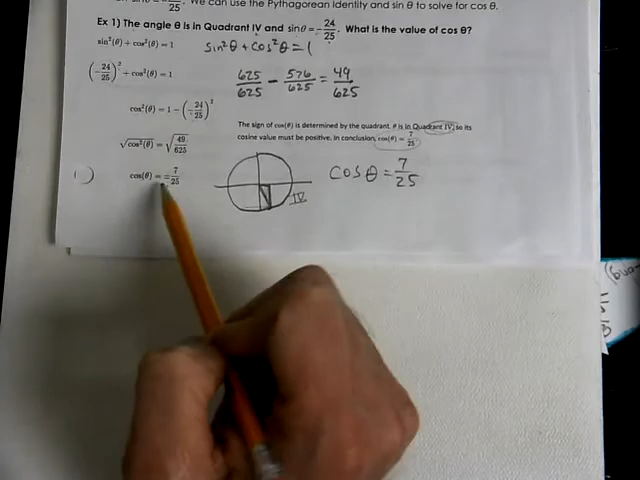 25. We can use the Pythagorean Identity and sin θ to solve for cos θ.
Ex 1) The angle θ is in Quadrant IV and sinθ = -24/25. What is the value of cos θ?
sin²(θ) + cos²(θ) = 1
sin²θ + cos²θ = 1
(-24/25)² + cos²(θ) = 1
625/625 - 576/625 = 49/625
cos²(θ) = 1 - (-24/25)²
The sign of cos(θ) is determined by the quadrant. θ is in Quadrant IV, so its
cosine value must be positive. In conclusion, cos(θ) = 7/25
√cos²(θ) = √49/625
cosθ = 7/25
cos(θ) = = 7/25
IV